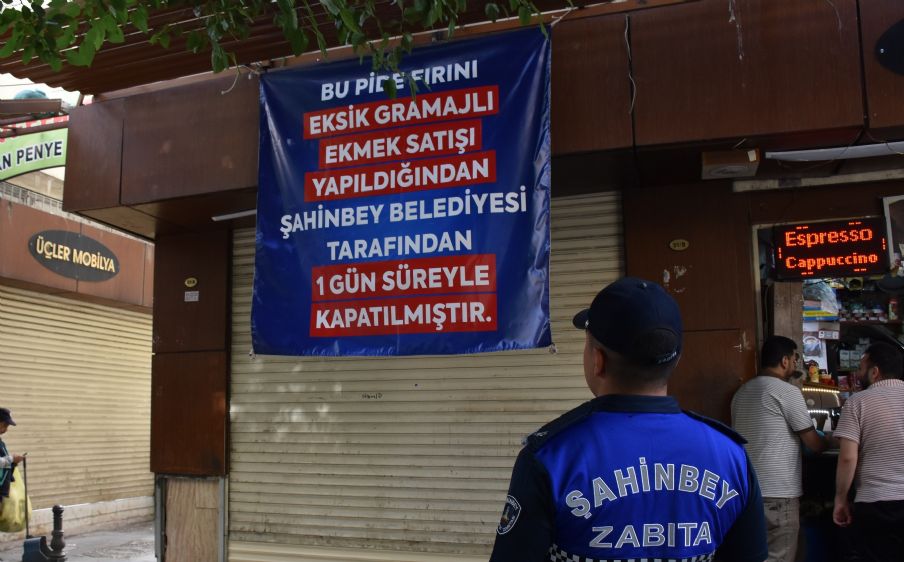 BU PİDE FIRINI
EKSİK GRAMAJLI
EKMEK SATIŞI
YAPILDIĞINDAN
ŞAHİNBEY BELEDİYESİ
TARAFINDAN
1 GÜN SÜREYLE
KAPATILMIŞTIR.
AN PENYE
ÜÇLER MOBİLYA
Espresso
Cappuccino
ŞAHİNBEY
ZABITA